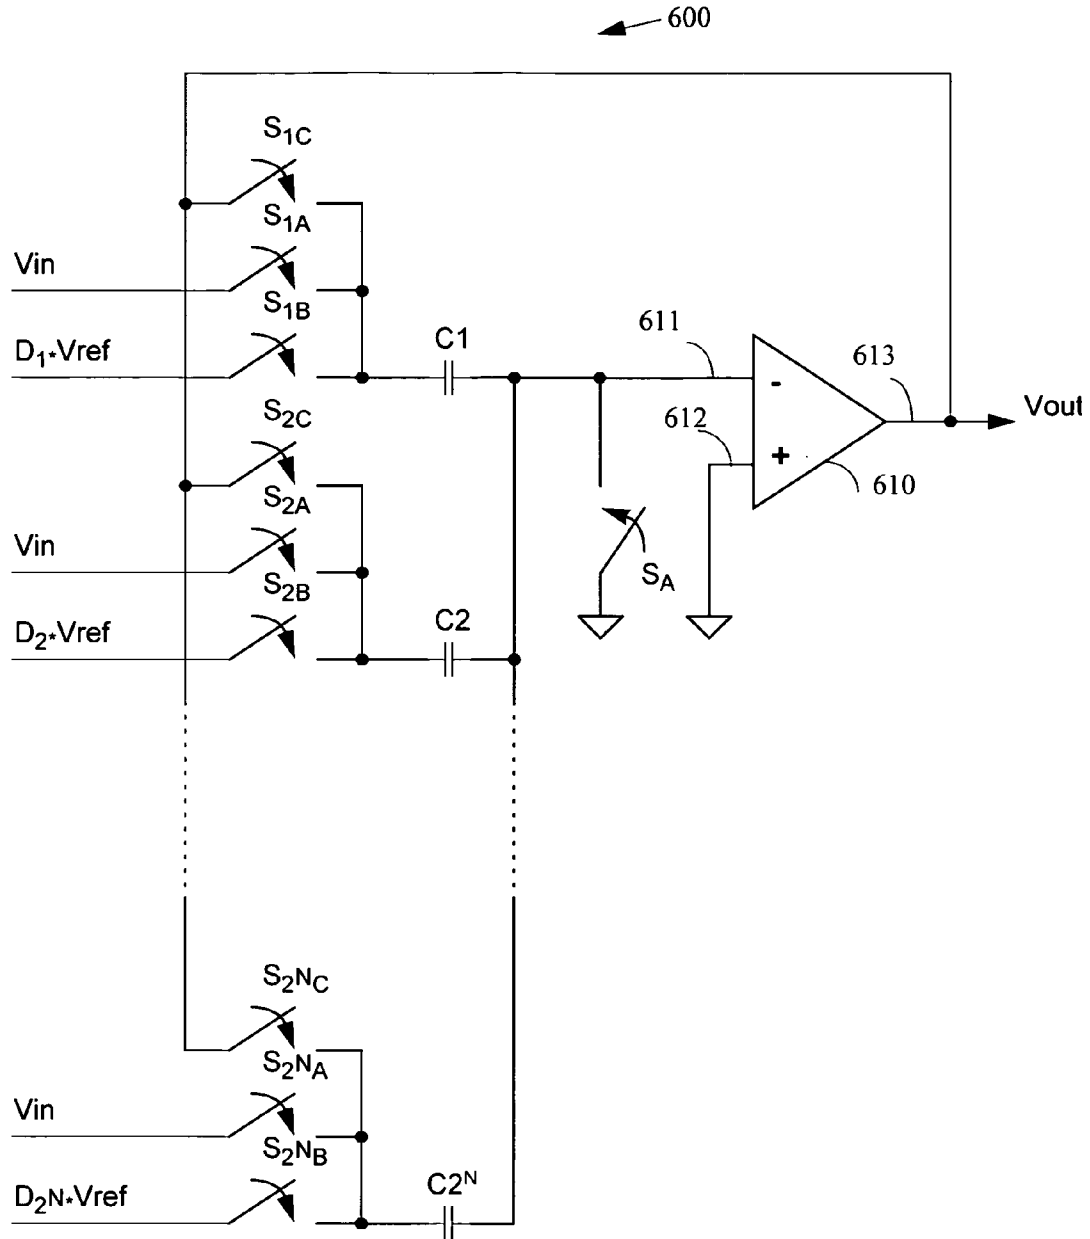 600
S1C
S1A
Vin
S1B
D1*Vref
C1
611
613
Vout
-
612
+
610
S2C
S2A
Vin
SA
S2B
D2*Vref
C2
S2NC
S2NA
Vin
S2NB
D2N*Vref
C2^N